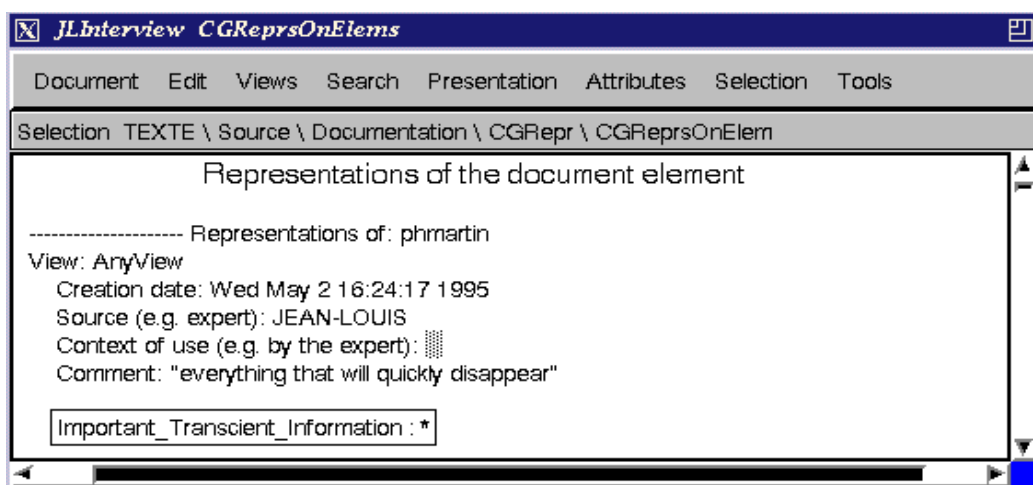 JLInterview CGReprsOnElems
Document Edit Views Search Presentation Attributes Selection Tools
Selection TEXTE \ Source \ Documentation \ CGRepr \ CGReprsOnElem
Representations of the document element
--------------------- Representations of: phmartin
View: AnyView
Creation date: Wed May 2 16:24:17 1995
Source (e.g. expert): JEAN-LOUIS
Context of use (e.g. by the expert):
Comment: "everything that will quickly disappear"
Important_Transcient_Information : *